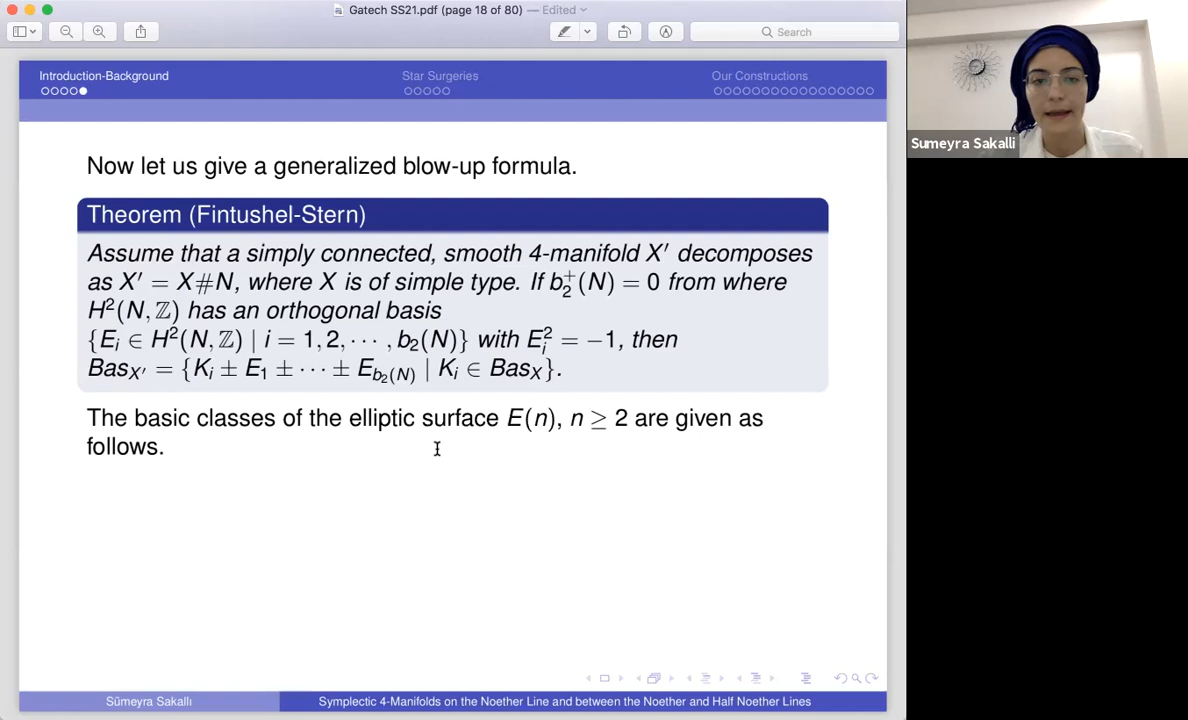 Gatech SS21.pdf (page 18 of 80) — Edited
Search
Introduction-Background
Star Surgeries
Our Constructions
Now let us give a generalized blow-up formula.
Theorem (Fintushel-Stern)
Assume that a simply connected, smooth 4-manifold X′ decomposes
as X′ = X#N, where X is of simple type. If b₂⁺(N) = 0 from where
H²(N, ℤ) has an orthogonal basis
{Eᵢ ∈ H²(N, ℤ) | i = 1, 2, ⋯ , b₂(N)} with Eᵢ² = −1, then
Bas_{X′} = {Kᵢ ± E₁ ± ⋯ ± E_{b₂(N)} | Kᵢ ∈ Bas_X}.
The basic classes of the elliptic surface E(n), n ≥ 2 are given as
follows.
Sümeyra Sakallı
Symplectic 4-Manifolds on the Noether Line and between the Noether and Half Noether Lines
Sumeyra Sakalli